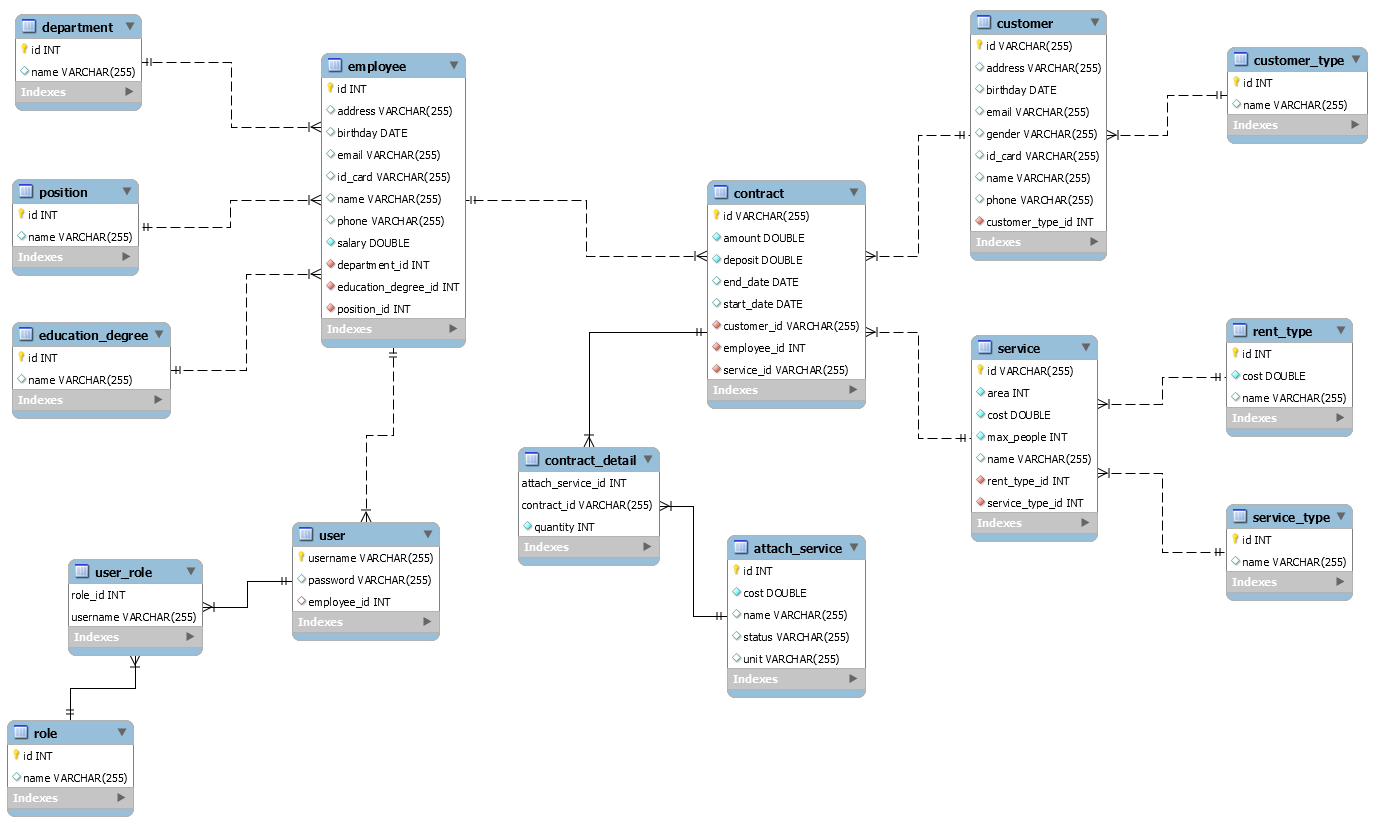 department
id INT
name VARCHAR(255)
Indexes
position
id INT
name VARCHAR(255)
Indexes
education_degree
id INT
name VARCHAR(255)
Indexes
employee
id INT
address VARCHAR(255)
birthday DATE
email VARCHAR(255)
id_card VARCHAR(255)
name VARCHAR(255)
phone VARCHAR(255)
salary DOUBLE
department_id INT
education_degree_id INT
position_id INT
Indexes
user
username VARCHAR(255)
password VARCHAR(255)
employee_id INT
Indexes
user_role
role_id INT
username VARCHAR(255)
Indexes
role
id INT
name VARCHAR(255)
Indexes
contract
id VARCHAR(255)
amount DOUBLE
deposit DOUBLE
end_date DATE
start_date DATE
customer_id VARCHAR(255)
employee_id INT
service_id VARCHAR(255)
Indexes
contract_detail
attach_service_id INT
contract_id VARCHAR(255)
quantity INT
Indexes
attach_service
id INT
cost DOUBLE
name VARCHAR(255)
status VARCHAR(255)
unit VARCHAR(255)
Indexes
customer
id VARCHAR(255)
address VARCHAR(255)
birthday DATE
email VARCHAR(255)
gender VARCHAR(255)
id_card VARCHAR(255)
name VARCHAR(255)
phone VARCHAR(255)
customer_type_id INT
Indexes
customer_type
id INT
name VARCHAR(255)
Indexes
service
id VARCHAR(255)
area INT
cost DOUBLE
max_people INT
name VARCHAR(255)
rent_type_id INT
service_type_id INT
Indexes
rent_type
id INT
cost DOUBLE
name VARCHAR(255)
Indexes
service_type
id INT
name VARCHAR(255)
Indexes